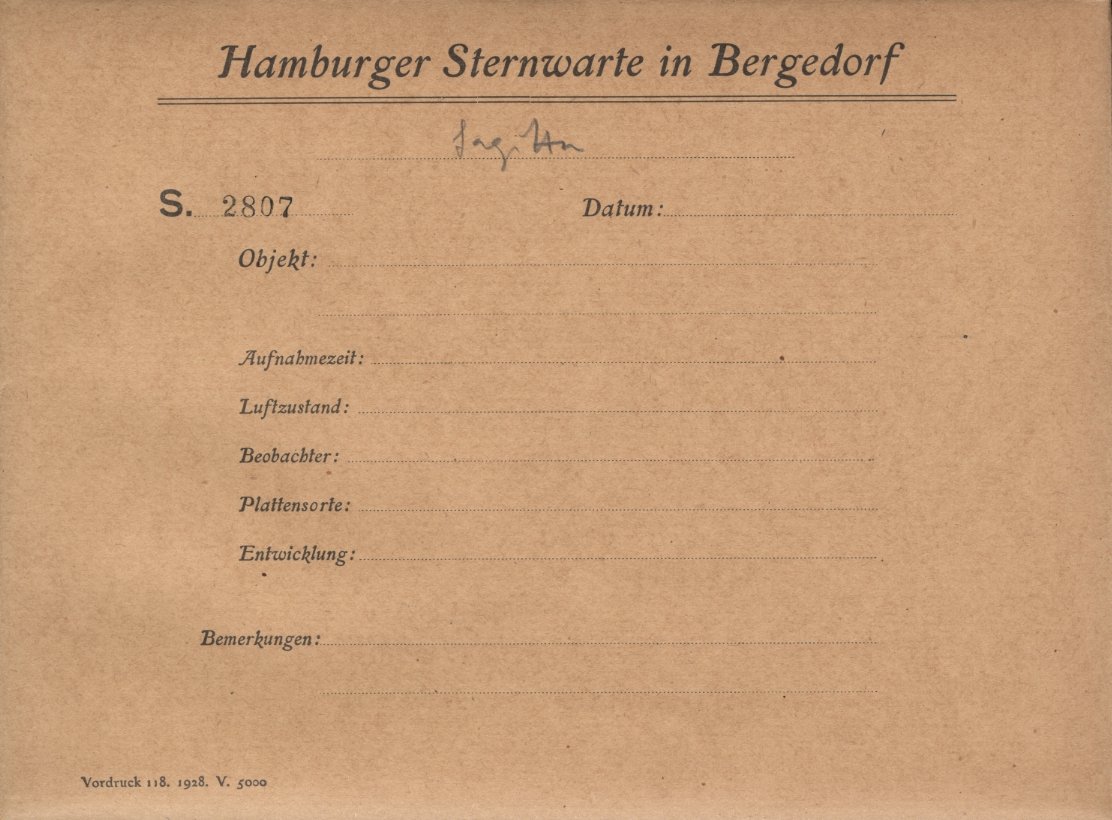 Hamburger Sternwarte in Bergedorf
Sagitta
S. 2807 Datum:
Objekt:
Aufnahmezeit:
Luftzustand:
Beobachter:
Plattensorte:
Entwicklung:
Bemerkungen:
Vordruck 118. 1928. V. 5000